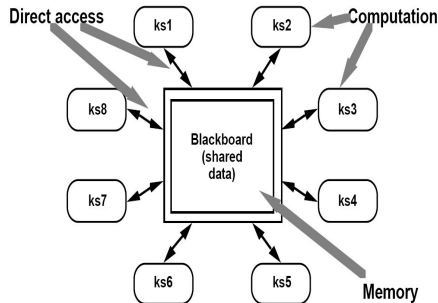 Direct access
ks1
ks2
Computation
ks8
ks3
Blackboard
(shared
data)
ks7
ks4
ks6
ks5
Memory